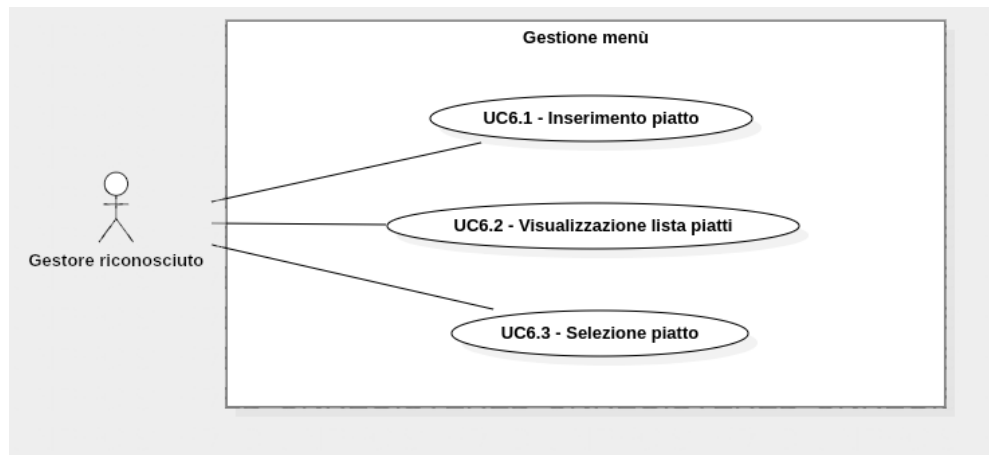 Gestione menù
UC6.1 - Inserimento piatto
UC6.2 - Visualizzazione lista piatti
Gestore riconosciuto
UC6.3 - Selezione piatto